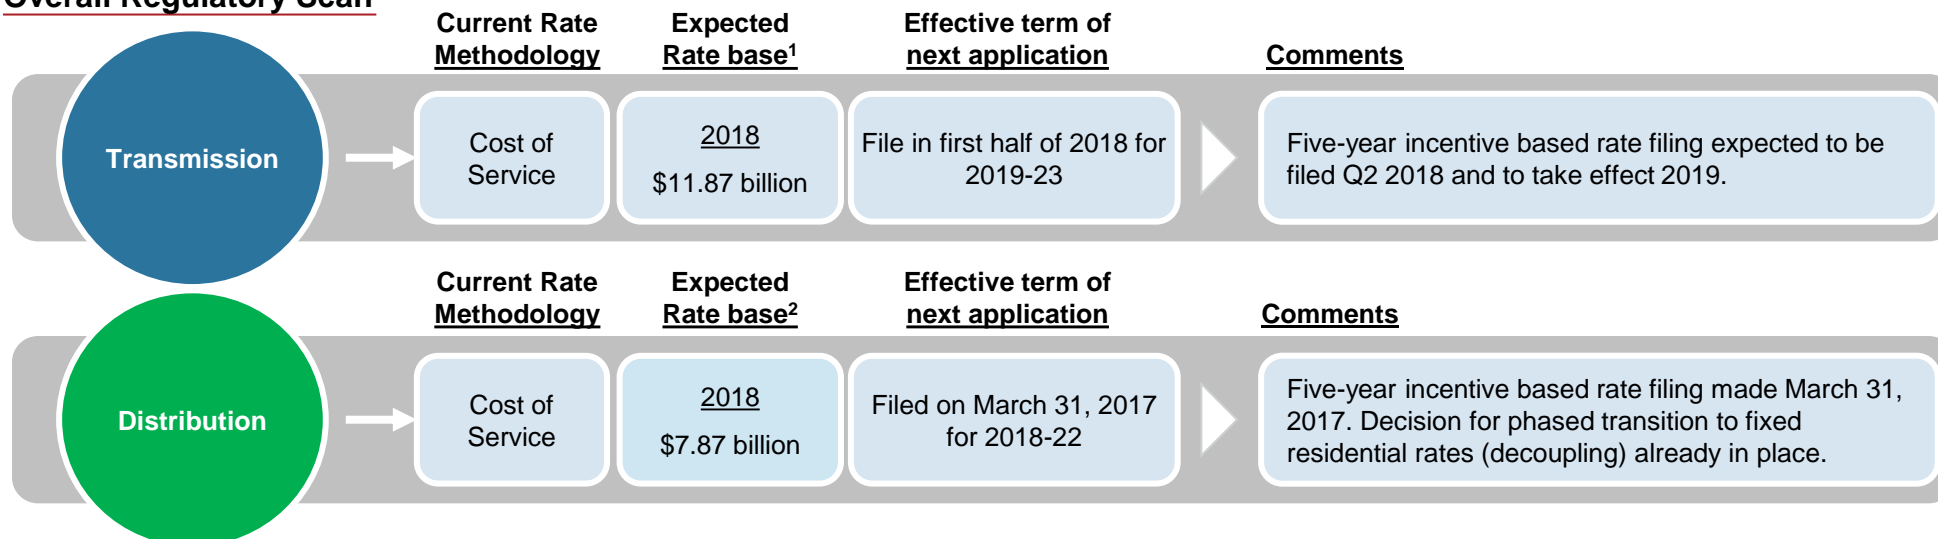 Overall Regulatory Scan
Current Rate Methodology
Expected Rate base1
Effective term of next application
Comments
Transmission
Cost of Service
2018
$11.87 billion
File in first half of 2018 for 2019-23
Five-year incentive based rate filing expected to be filed Q2 2018 and to take effect 2019.
Current Rate Methodology
Expected Rate base2
Effective term of next application
Comments
Distribution
Cost of Service
2018
$7.87 billion
Filed on March 31, 2017 for 2018-22
Five-year incentive based rate filing made March 31, 2017. Decision for phased transition to fixed residential rates (decoupling) already in place.